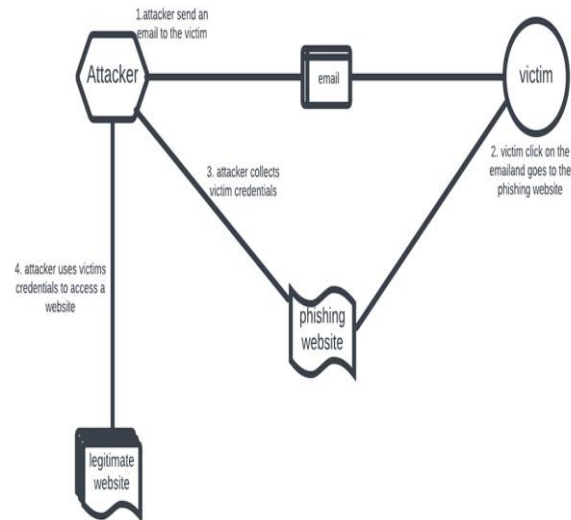 1.attacker send an
email to the victim
Attacker
email
victim
2. victim click on the
emailand goes to the
phishing website
3. attacker collects
victim credentials
4. attacker uses victims
credentials to access a
website
phishing
website
legitimate
website